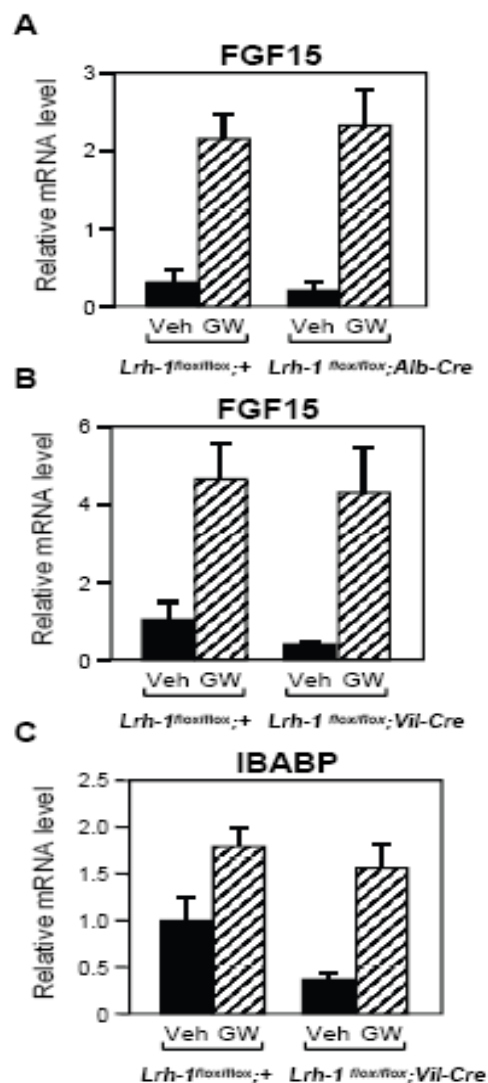 A
FGF15
Relative mRNA level
3
2
1
0
Veh GW Veh GW
Lrh-1flox/flox;+ Lrh-1 flox/flox;Alb-Cre
B
FGF15
Relative mRNA level
6
4
2
0
Veh GW Veh GW
Lrh-1flox/flox;+ Lrh-1 flox/flox;Vil-Cre
C
IBABP
Relative mRNA level
2.5
2.0
1.5
1.0
0.5
0
Veh GW Veh GW
Lrh-1flox/flox;+ Lrh-1 flox/flox;Vil-Cre